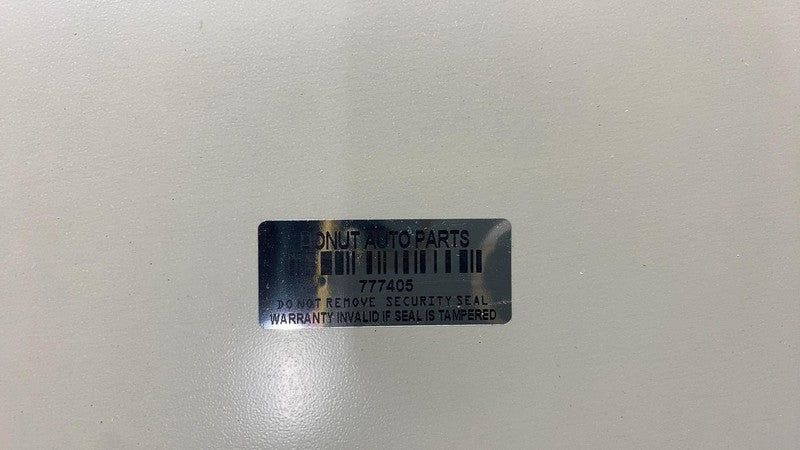 DONUT AUTO PARTS
777405
DO NOT REMOVE SECURITY SEAL
WARRANTY INVALID IF SEAL IS TAMPERED